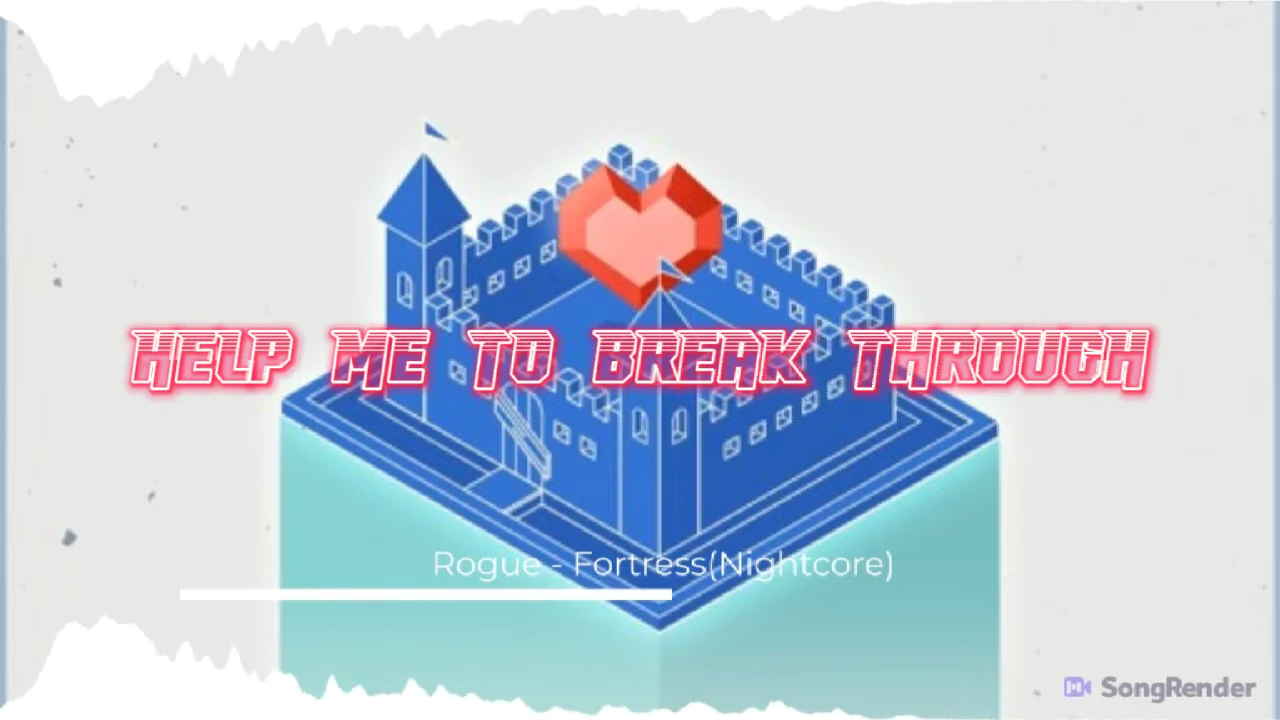 HELP ME TO BREAK THROUGH
Rogue - Fortress(Nightcore)
SongRender